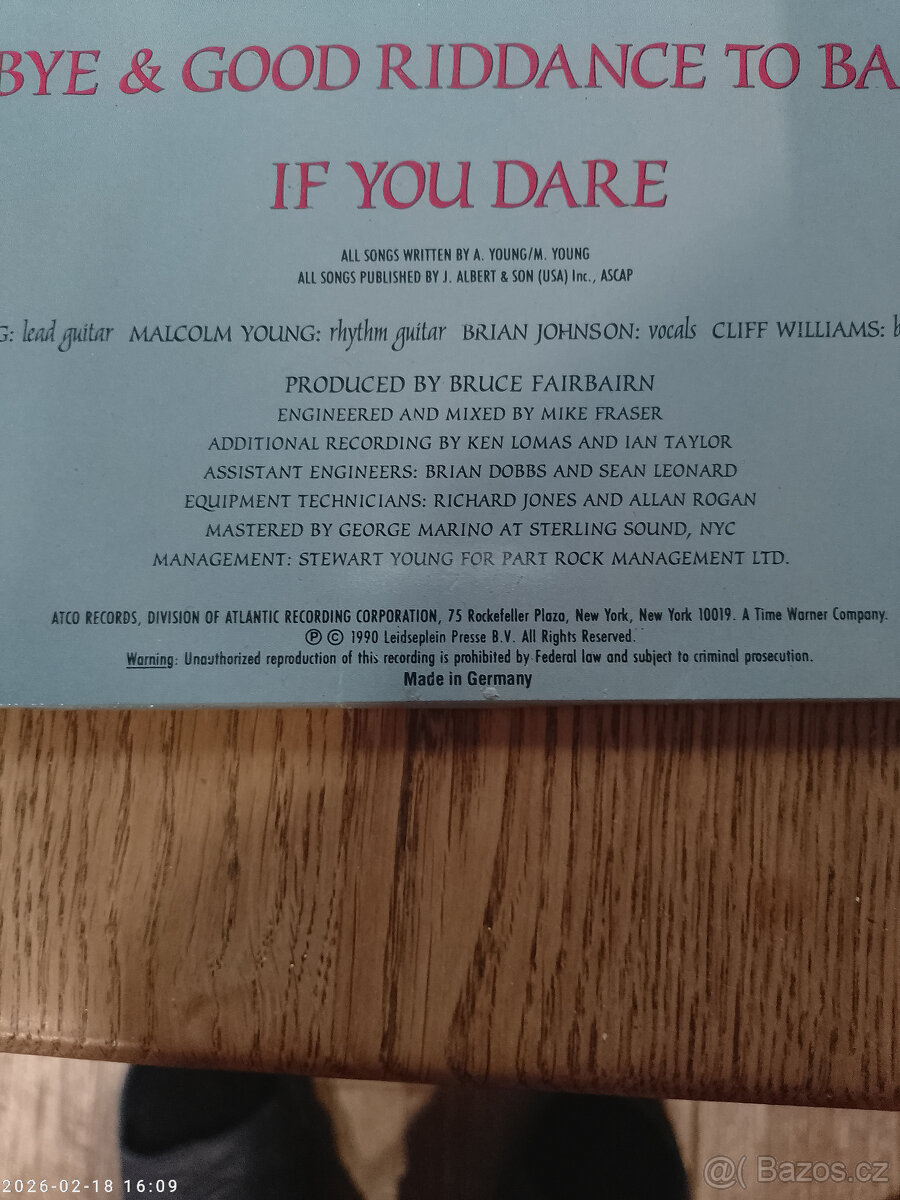 BYE & GOOD RIDDANCE TO BA
IF YOU DARE
ALL SONGS WRITTEN BY A. YOUNG/M. YOUNG
ALL SONGS PUBLISHED BY J. ALBERT & SON (USA) Inc., ASCAP
G: lead guitar MALCOLM YOUNG: rhythm guitar BRIAN JOHNSON: vocals CLIFF WILLIAMS: b
PRODUCED BY BRUCE FAIRBAIRN
ENGINEERED AND MIXED BY MIKE FRASER
ADDITIONAL RECORDING BY KEN LOMAS AND IAN TAYLOR
ASSISTANT ENGINEERS: BRIAN DOBBS AND SEAN LEONARD
EQUIPMENT TECHNICIANS: RICHARD JONES AND ALLAN ROGAN
MASTERED BY GEORGE MARINO AT STERLING SOUND, NYC
MANAGEMENT: STEWART YOUNG FOR PART ROCK MANAGEMENT LTD.
ATCO RECORDS, DIVISION OF ATLANTIC RECORDING CORPORATION, 75 Rockefeller Plaza, New York, New York 10019. A Time Warner Company.
℗ © 1990 Leidseplein Presse B.V. All Rights Reserved.
Warning: Unauthorized reproduction of this recording is prohibited by Federal law and subject to criminal prosecution.
Made in Germany
2026-02-18 16:09
@( Bazos.cz